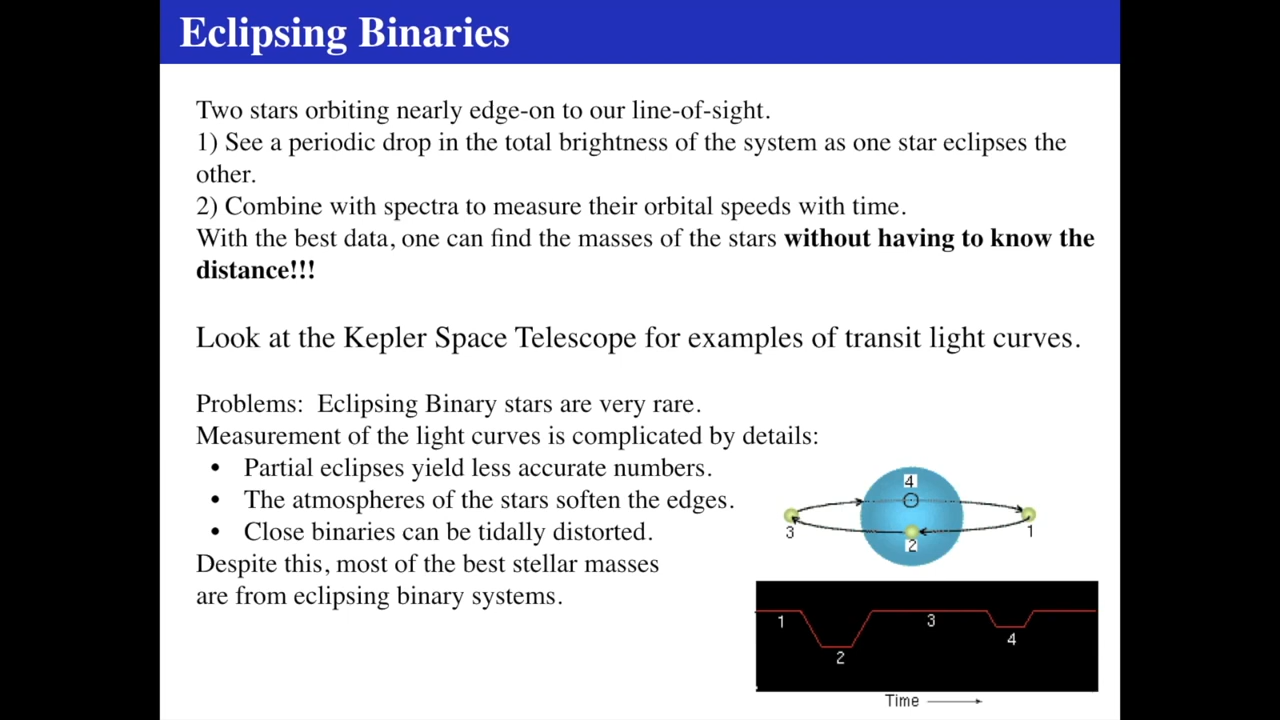 Eclipsing Binaries
Two stars orbiting nearly edge-on to our line-of-sight.
1) See a periodic drop in the total brightness of the system as one star eclipses the
other.
2) Combine with spectra to measure their orbital speeds with time.
With the best data, one can find the masses of the stars without having to know the
distance!!!
Look at the Kepler Space Telescope for examples of transit light curves.
Problems:  Eclipsing Binary stars are very rare.
Measurement of the light curves is complicated by details:
• Partial eclipses yield less accurate numbers.
• The atmospheres of the stars soften the edges.
• Close binaries can be tidally distorted.
Despite this, most of the best stellar masses
are from eclipsing binary systems.
4
3
1
2
1
3
4
2
Time